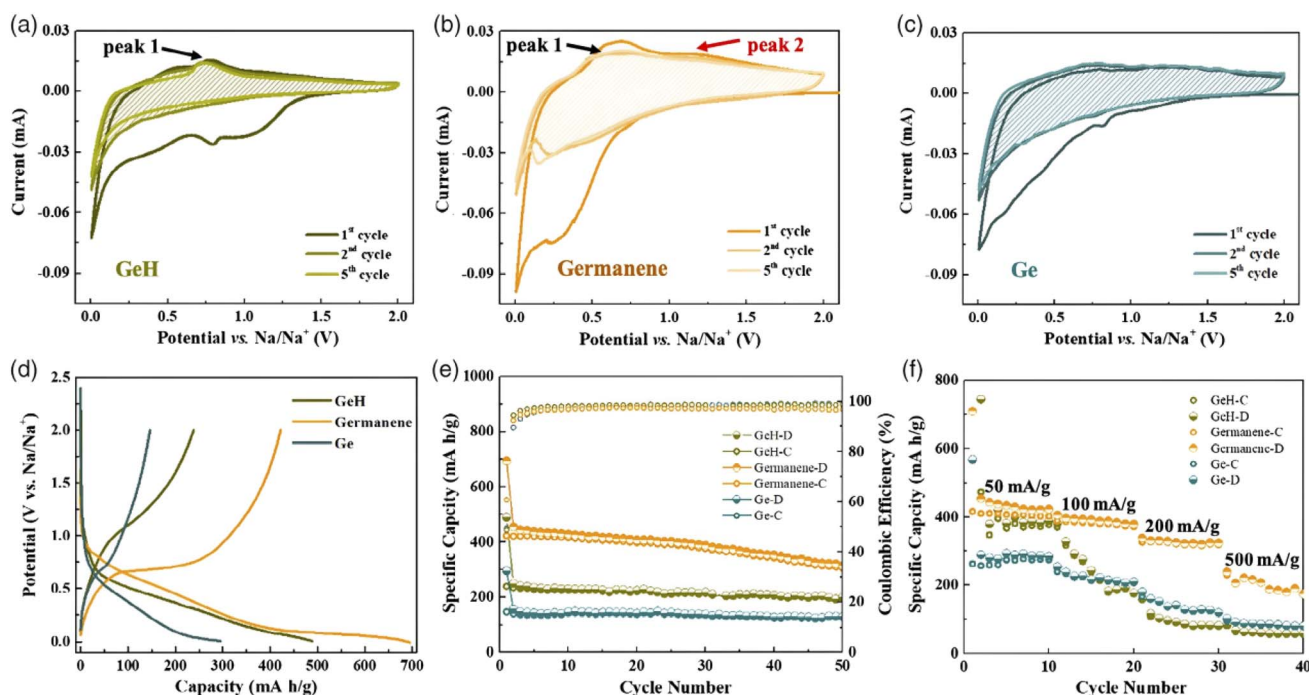 (a)
0.03
0.00
-0.03
-0.06
-0.09
Current (mA)
peak 1
GeH
1st cycle
2nd cycle
5th cycle
0.0 0.5 1.0 1.5 2.0
Potential vs. Na/Na+ (V)
(b)
0.03
0.00
-0.03
-0.06
-0.09
Current (mA)
peak 1
peak 2
Germanene
1st cycle
2nd cycle
5th cycle
0.0 0.5 1.0 1.5 2.0
Potential vs. Na/Na+ (V)
(c)
0.03
0.00
-0.03
-0.06
-0.09
Current (mA)
Ge
1st cycle
2nd cycle
5th cycle
0.0 0.5 1.0 1.5 2.0
Potential vs. Na/Na+ (V)
(d)
2.5
2.0
1.5
1.0
0.5
0.0
Potential (V vs. Na/Na+)
GeH
Germanene
Ge
0 100 200 300 400 500 600 700
Capacity (mA h/g)
(e)
1000
900
800
700
600
500
400
300
200
100
0
Specific Capcity (mA h/g)
GeH-D
GeH-C
Germanene-D
Germanene-C
Ge-D
Ge-C
100
80
60
40
20
0
Coulombic Efficiency (%)
0 10 20 30 40 50
Cycle Number
(f)
800
600
400
200
0
Specific Capcity (mA h/g)
GeH-C
GeH-D
Germanene-C
Germanene-D
Ge-C
Ge-D
50 mA/g
100 mA/g
200 mA/g
500 mA/g
0 10 20 30 40
Cycle Number